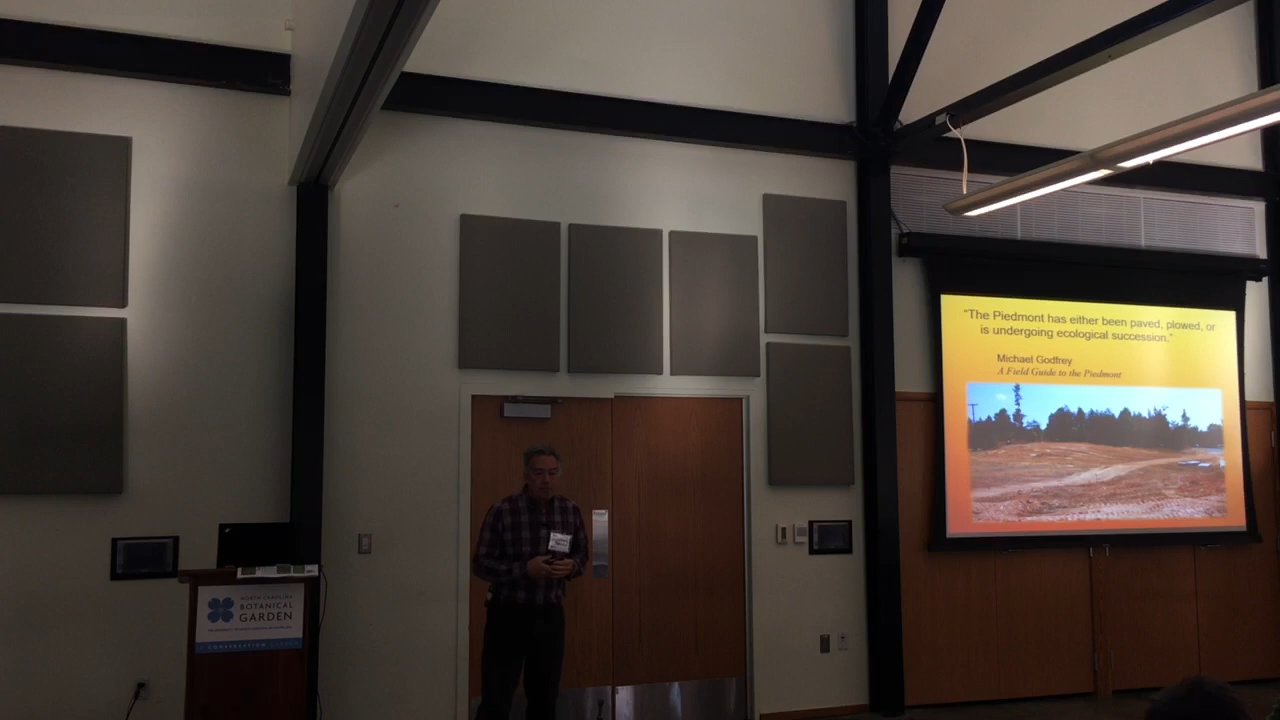 "The Piedmont has either been paved, plowed, or
is undergoing ecological succession."
Michael Godfrey
A Field Guide to the Piedmont
NORTH CAROLINA
BOTANICAL
GARDEN
CONSERVATION